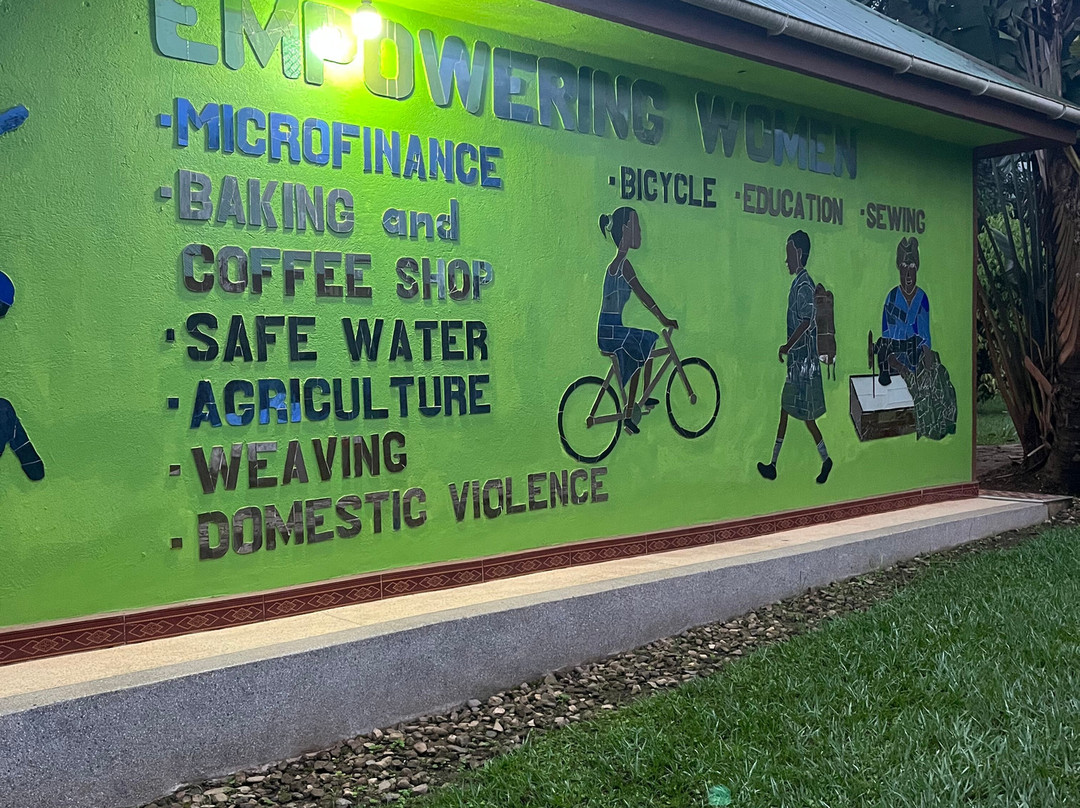 EMPOWERING WOMEN
·MICROFINANCE
·BAKING and
COFFEE SHOP
·SAFE WATER
·AGRICULTURE
·WEAVING
·DOMESTIC VIOLENCE
·BICYCLE ·EDUCATION ·SEWING